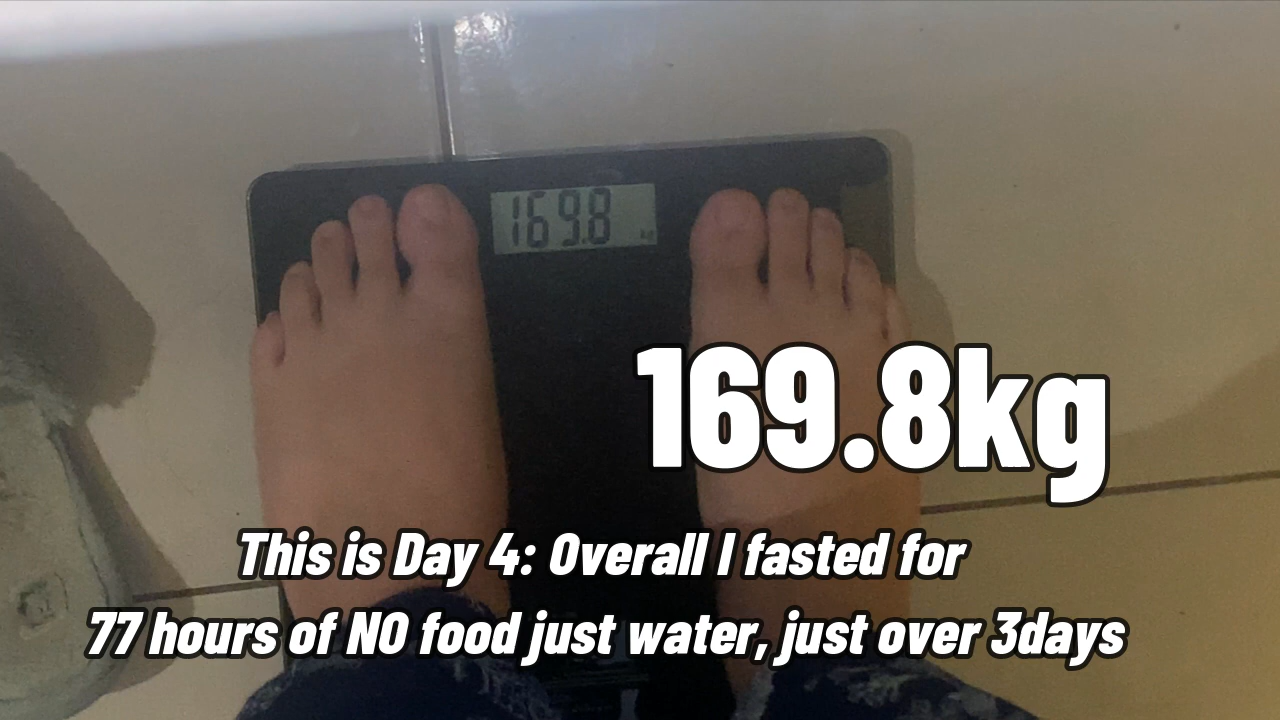 169.8
169.8kg
This is Day 4: Overall I fasted for
77 hours of NO food just water, just over 3days